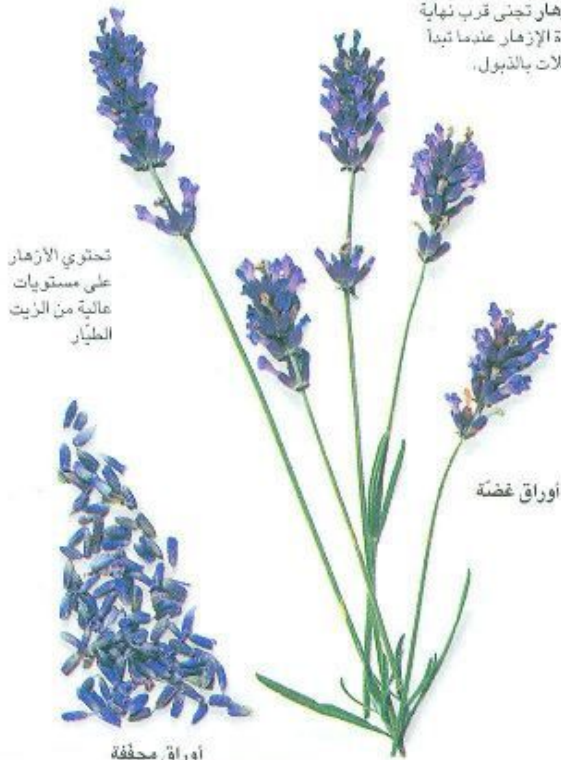 هار تجنى قرب نهاية
ة الإزهار عندما تبدأ
لات بالذبول.
تحتوي الأزهار
على مستويات
عالية من الزيت
الطيّار
أوراق غضّة
أوراق مجفّفة